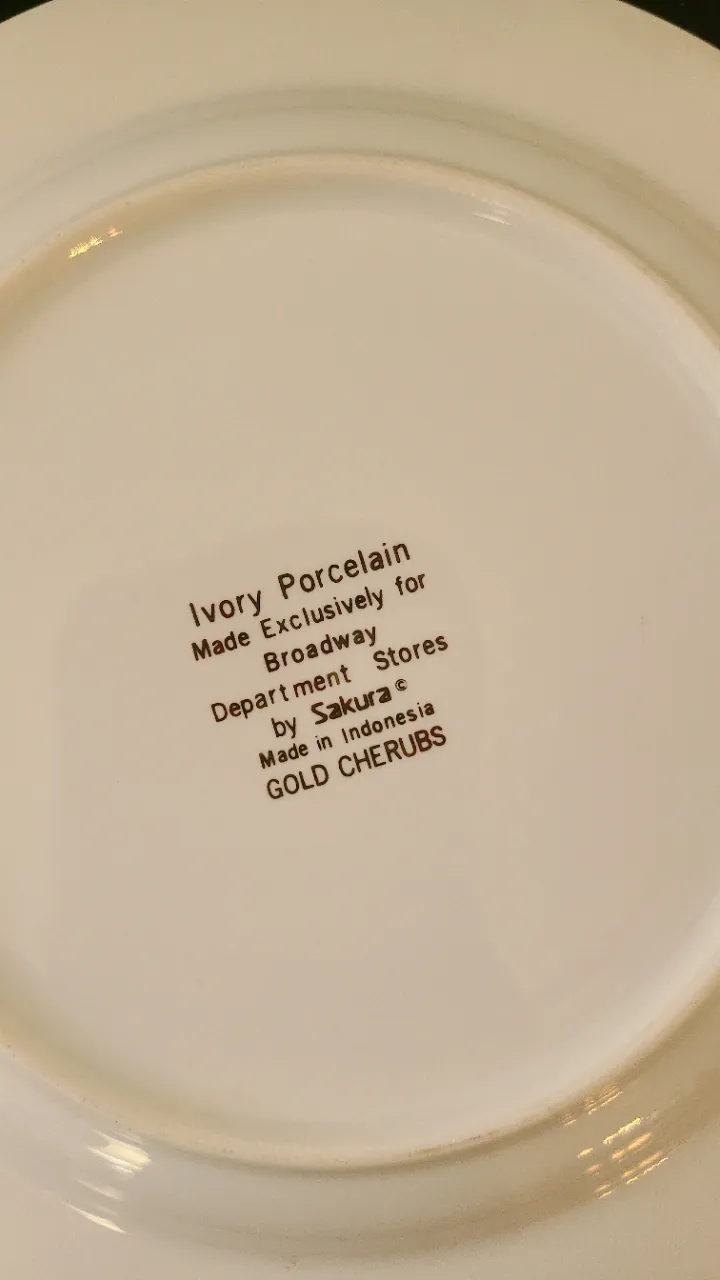 Ivory Porcelain
Made Exclusively for
Broadway
Department Stores
by Sakura©
Made in Indonesia
GOLD CHERUBS